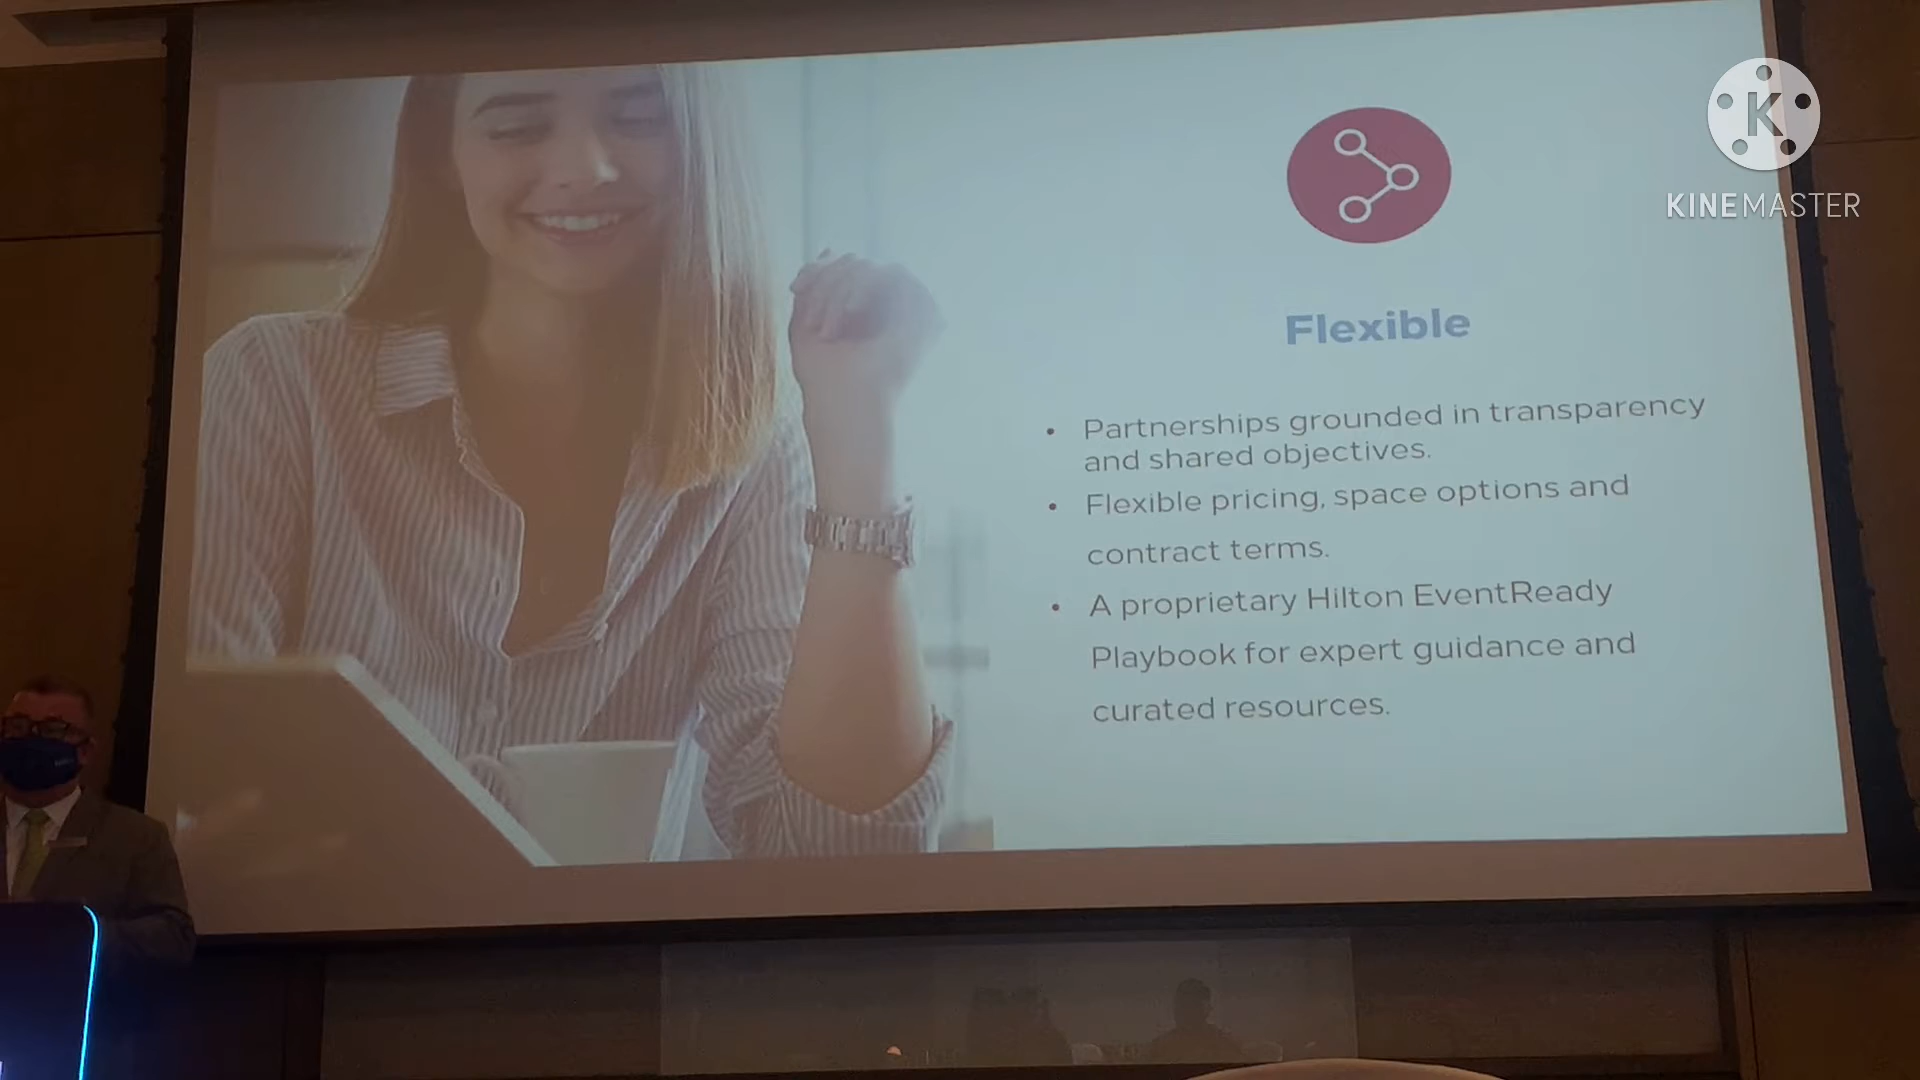 K
KINEMASTER
Flexible
• Partnerships grounded in transparency
and shared objectives.
• Flexible pricing, space options and
contract terms.
• A proprietary Hilton EventReady
Playbook for expert guidance and
curated resources.